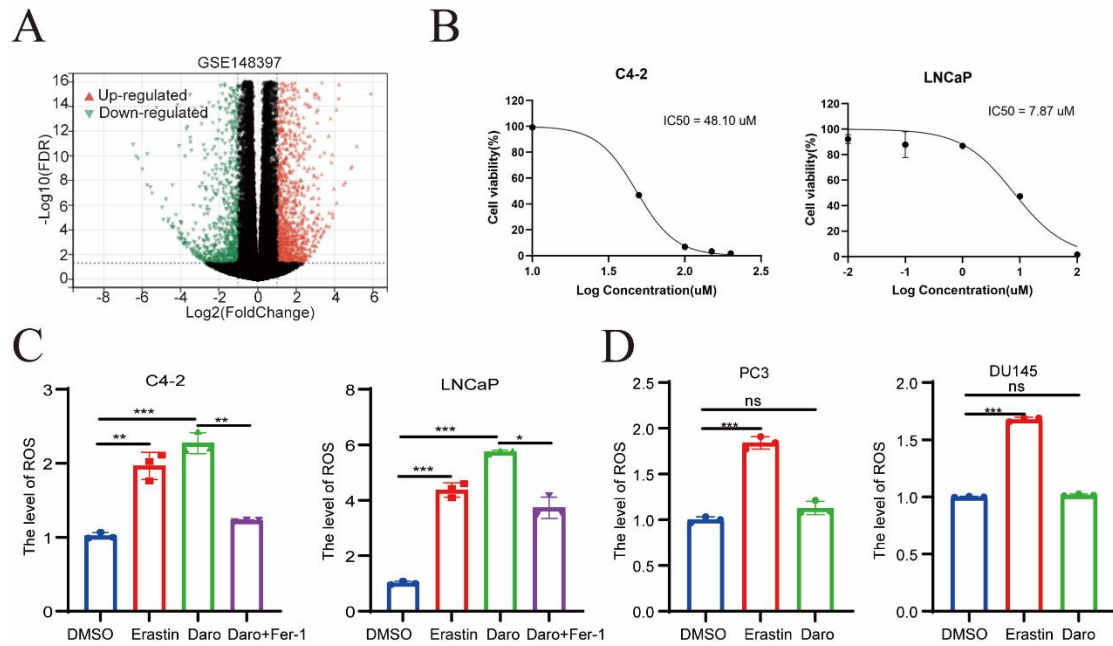 A
GSE148397
▲ Up-regulated
▼ Down-regulated
16
14
12
10
8
6
4
2
0
-Log10(FDR)
-8 -6 -4 -2 0 2 4 6
Log2(FoldChange)
B
C4-2
IC50 = 48.10 uM
120
100
80
60
40
20
0
Cell viability(%)
1.0 1.5 2.0 2.5
Log Concentration(uM)
LNCaP
IC50 = 7.87 uM
120
100
80
60
40
20
0
Cell viability(%)
-2 -1 0 1 2
Log Concentration(uM)
C
C4-2
3
2
1
0
The level of ROS
***
**
**
DMSO Erastin Daro Daro+Fer-1
LNCaP
8
6
4
2
0
The level of ROS
***
*
***
DMSO Erastin Daro Daro+Fer-1
D
PC3
2.5
2.0
1.5
1.0
0.5
0.0
The level of ROS
ns
***
DMSO Erastin Daro
DU145
2.0
1.5
1.0
0.5
0.0
The level of ROS
ns
***
DMSO Erastin Daro